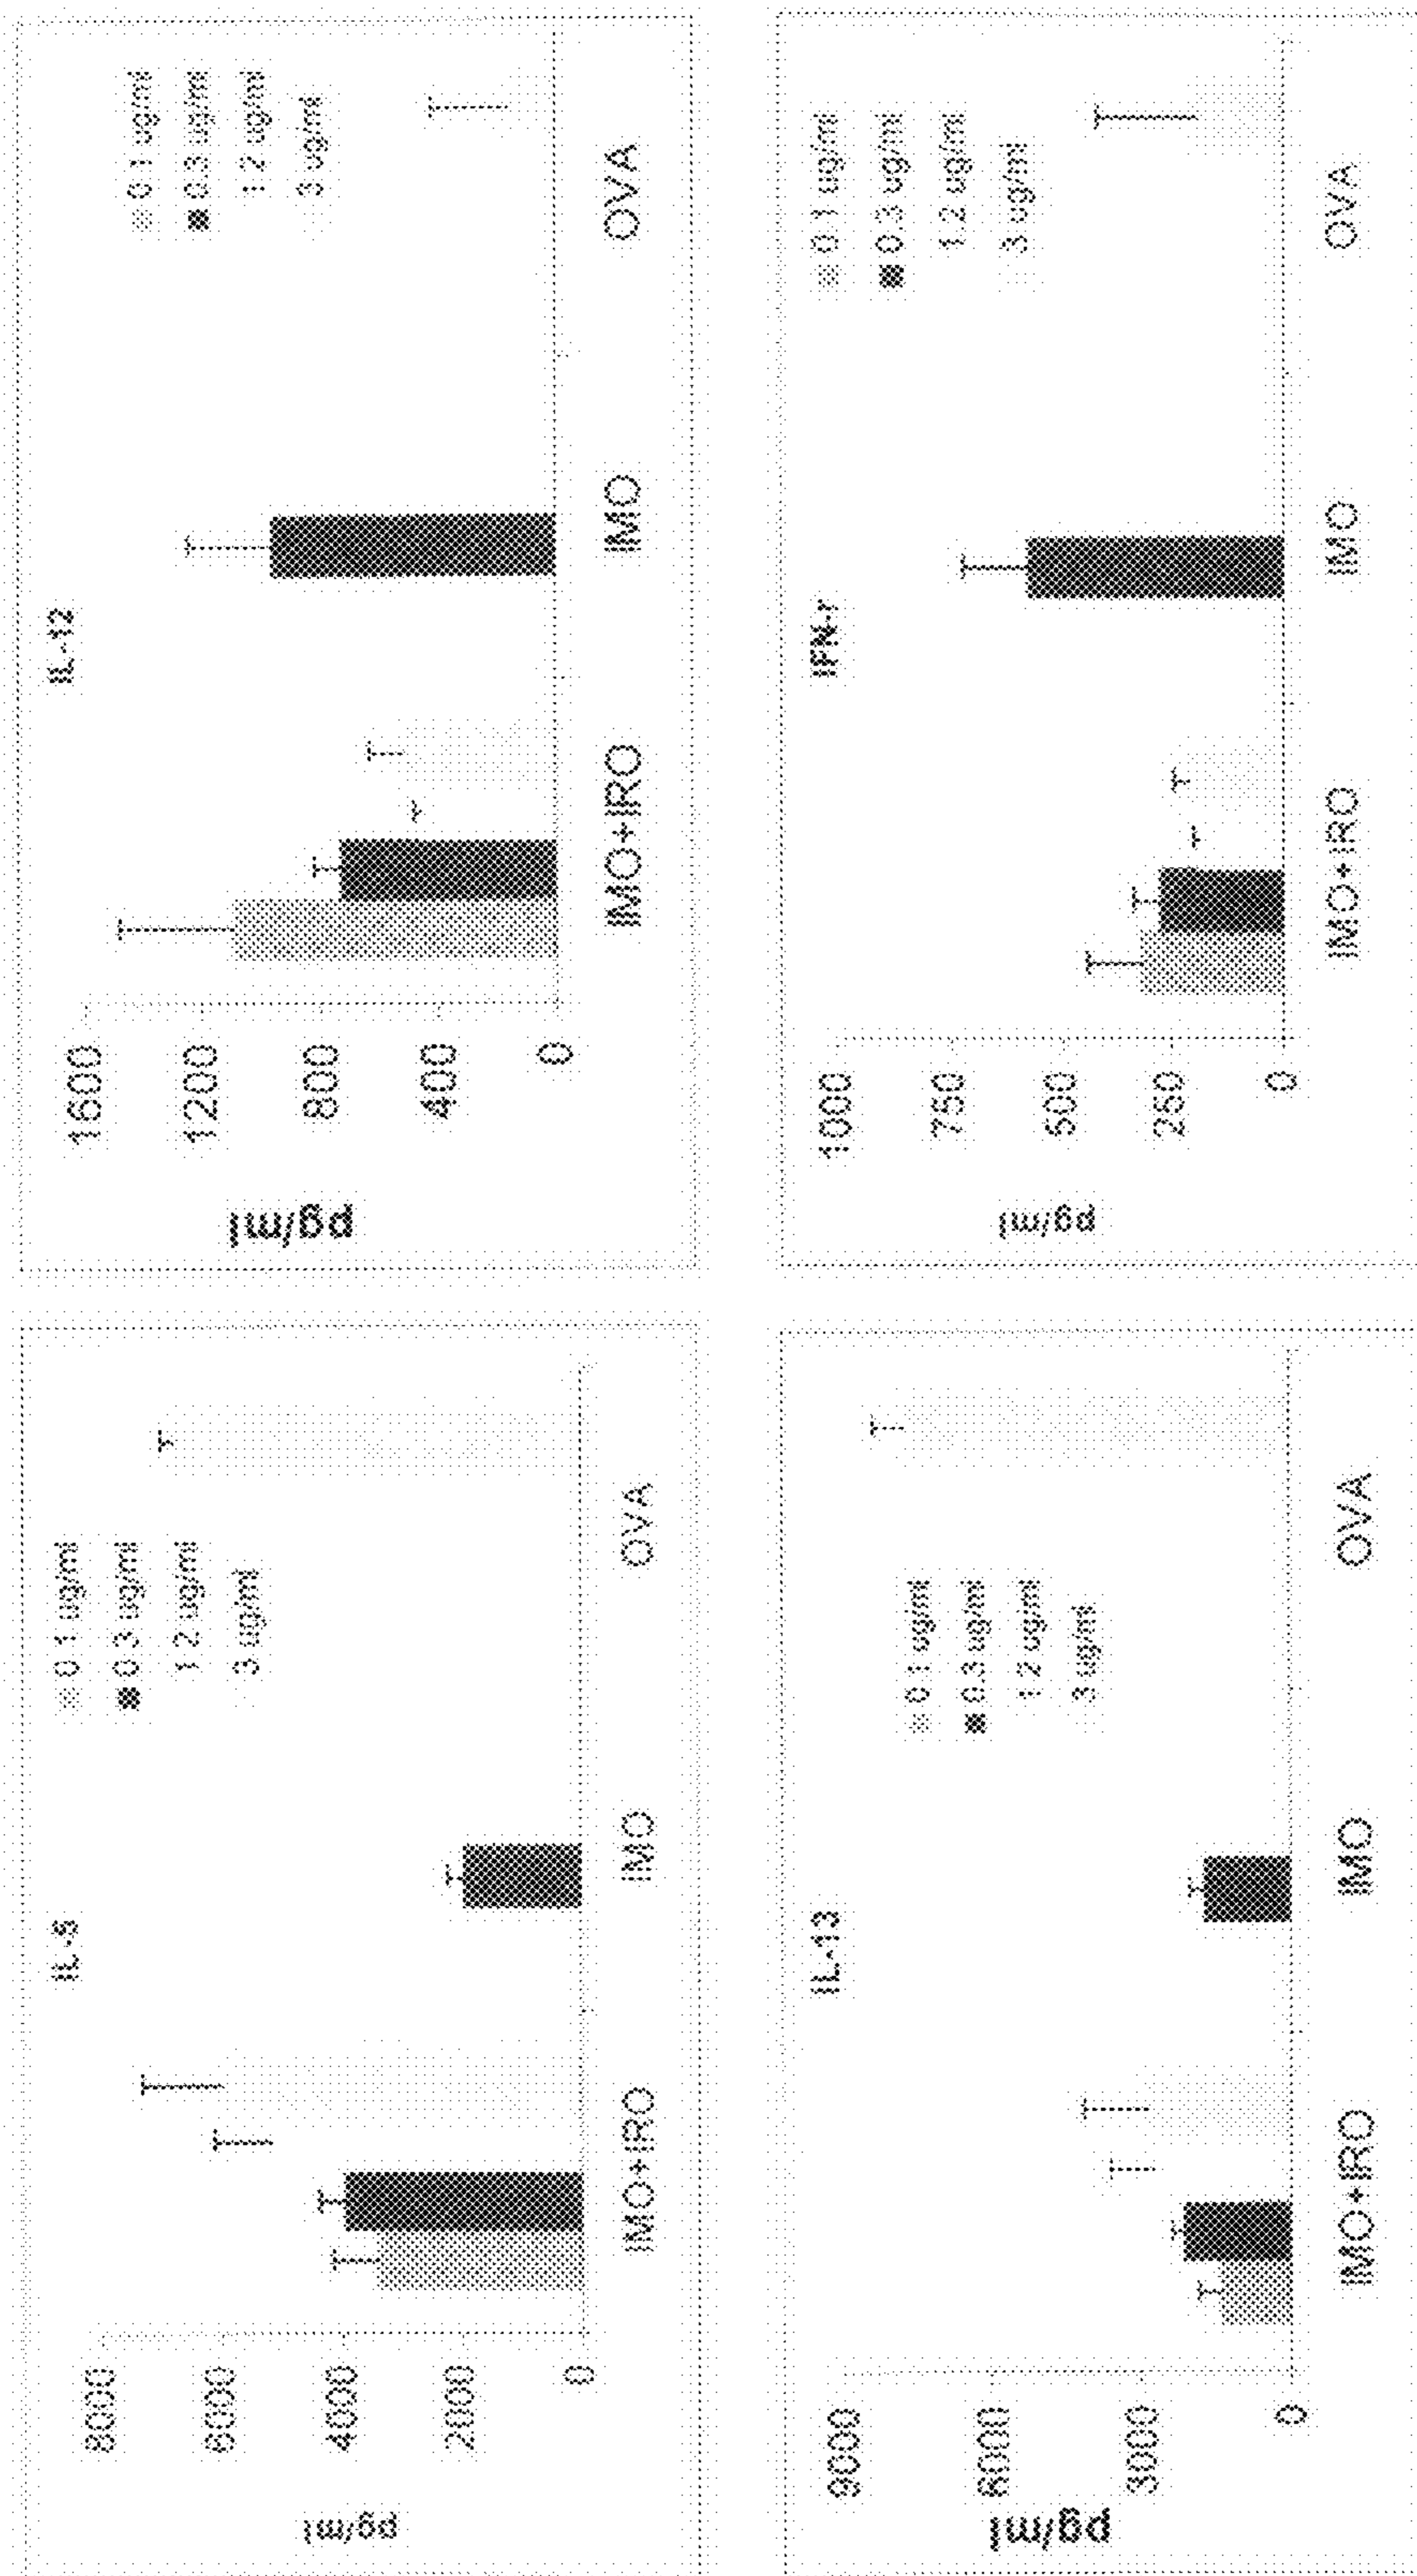 IL-5
pg/ml
8000
6000
4000
2000
0
0.1 ug/ml
0.3 ug/ml
1.2 ug/ml
3 ug/ml
IMO+IRO IMO OVA
IL-12
pg/ml
1600
1200
800
400
0
0.1 ug/ml
0.3 ug/ml
1.2 ug/ml
3 ug/ml
IMO+IRO IMO OVA
IL-13
pg/ml
9000
6000
3000
0
0.1 ug/ml
0.3 ug/ml
1.2 ug/ml
3 ug/ml
IMO+IRO IMO OVA
IFN-γ
pg/ml
1000
750
500
250
0
0.1 ug/ml
0.3 ug/ml
1.2 ug/ml
3 ug/ml
IMO+IRO IMO OVA